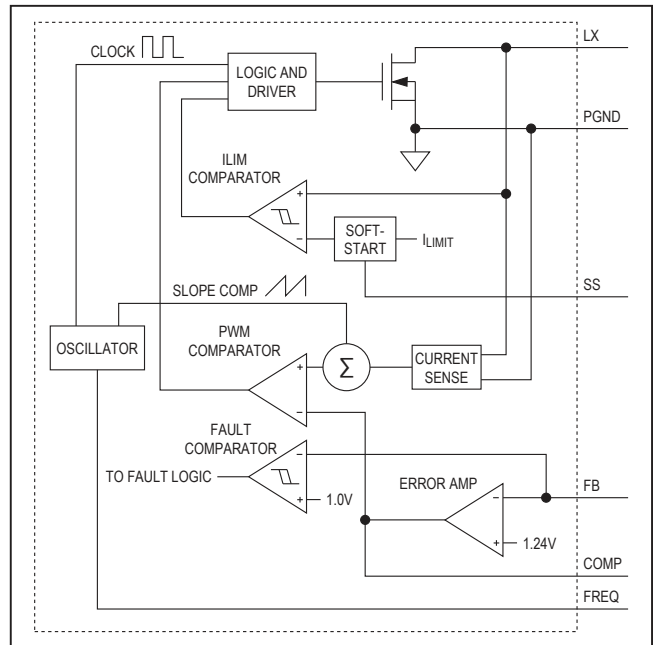 LX
CLOCK
LOGIC AND
DRIVER
PGND
ILIM
COMPARATOR
+
−
SOFT-
START
ILIMIT
SS
SLOPE COMP
OSCILLATOR
PWM
COMPARATOR
+
−
Σ
CURRENT
SENSE
FAULT
COMPARATOR
−
+
TO FAULT LOGIC
1.0V
ERROR AMP
−
+
FB
1.24V
COMP
FREQ